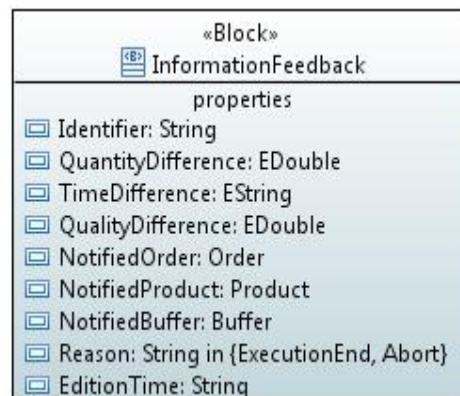 «Block»
InformationFeedback
properties
Identifier: String
QuantityDifference: EDouble
TimeDifference: EString
QualityDifference: EDouble
NotifiedOrder: Order
NotifiedProduct: Product
NotifiedBuffer: Buffer
Reason: String in {ExecutionEnd, Abort}
EditionTime: String